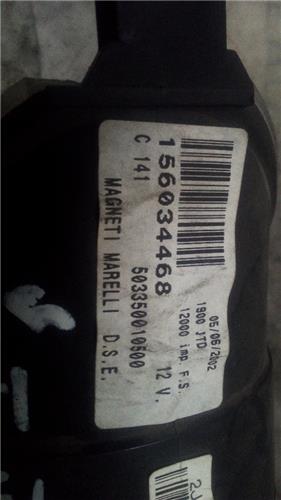 05/06/2002
1900 JTD
12000 imp. F.S.
156034468
12 V.
C 141
503350010500
MAGNETI MARELLI D.S.E.